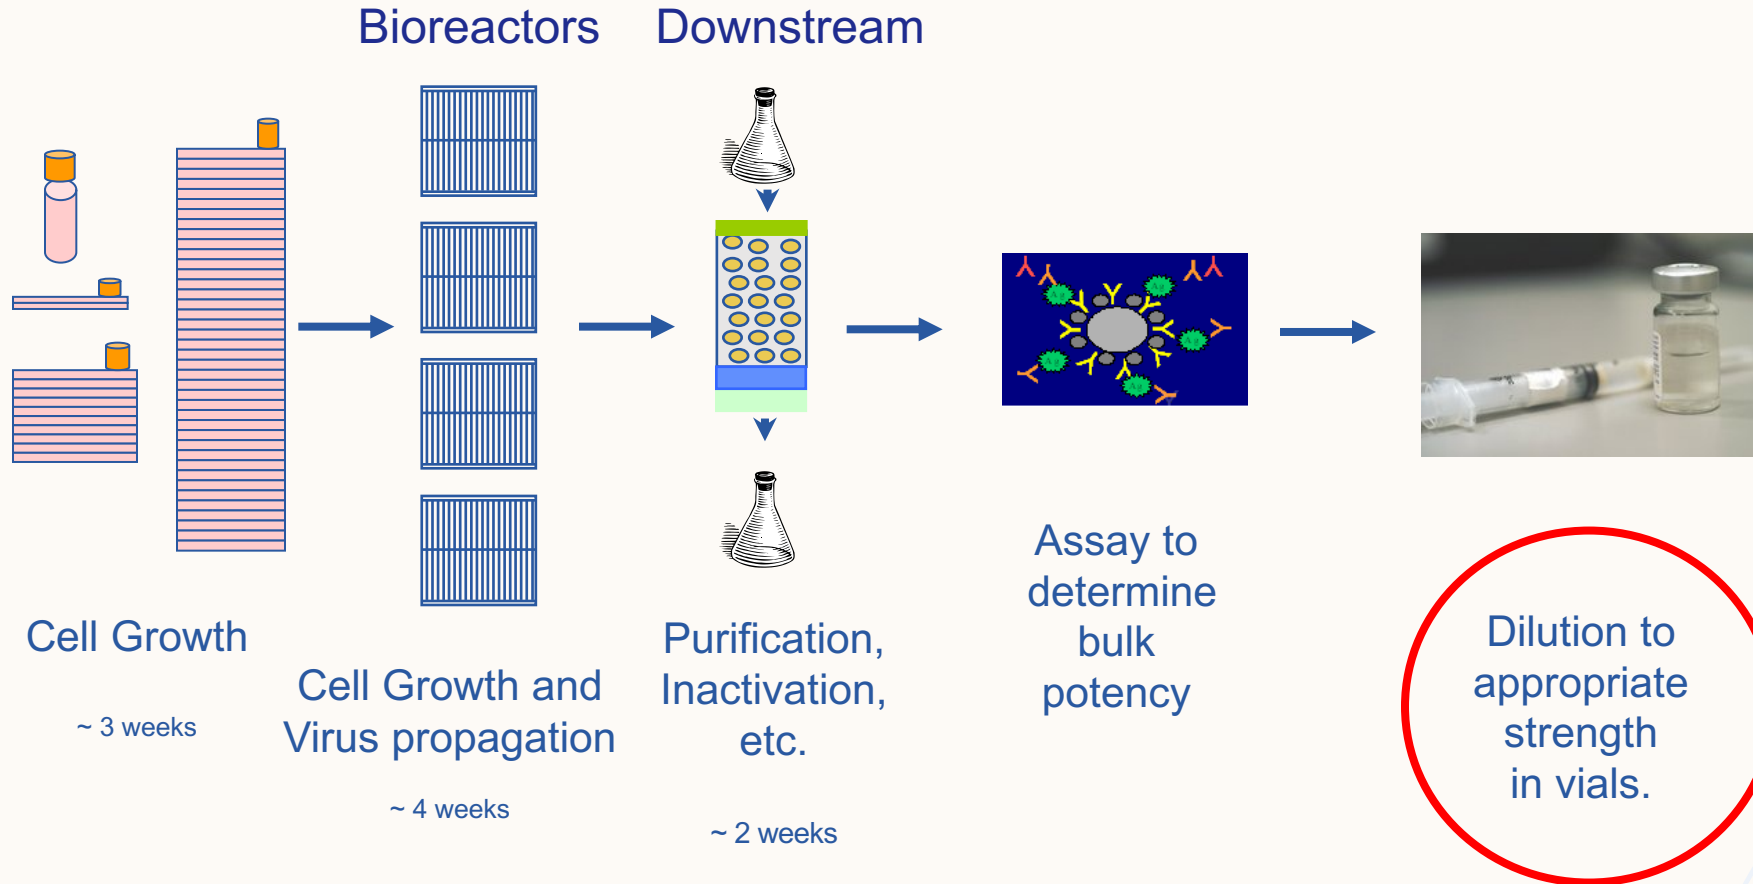 Bioreactors
Downstream
Cell Growth
~ 3 weeks
Cell Growth and
Virus propagation
~ 4 weeks
Purification,
Inactivation,
etc.
~ 2 weeks
Assay to
determine
bulk
potency
Dilution to
appropriate
strength
in vials.